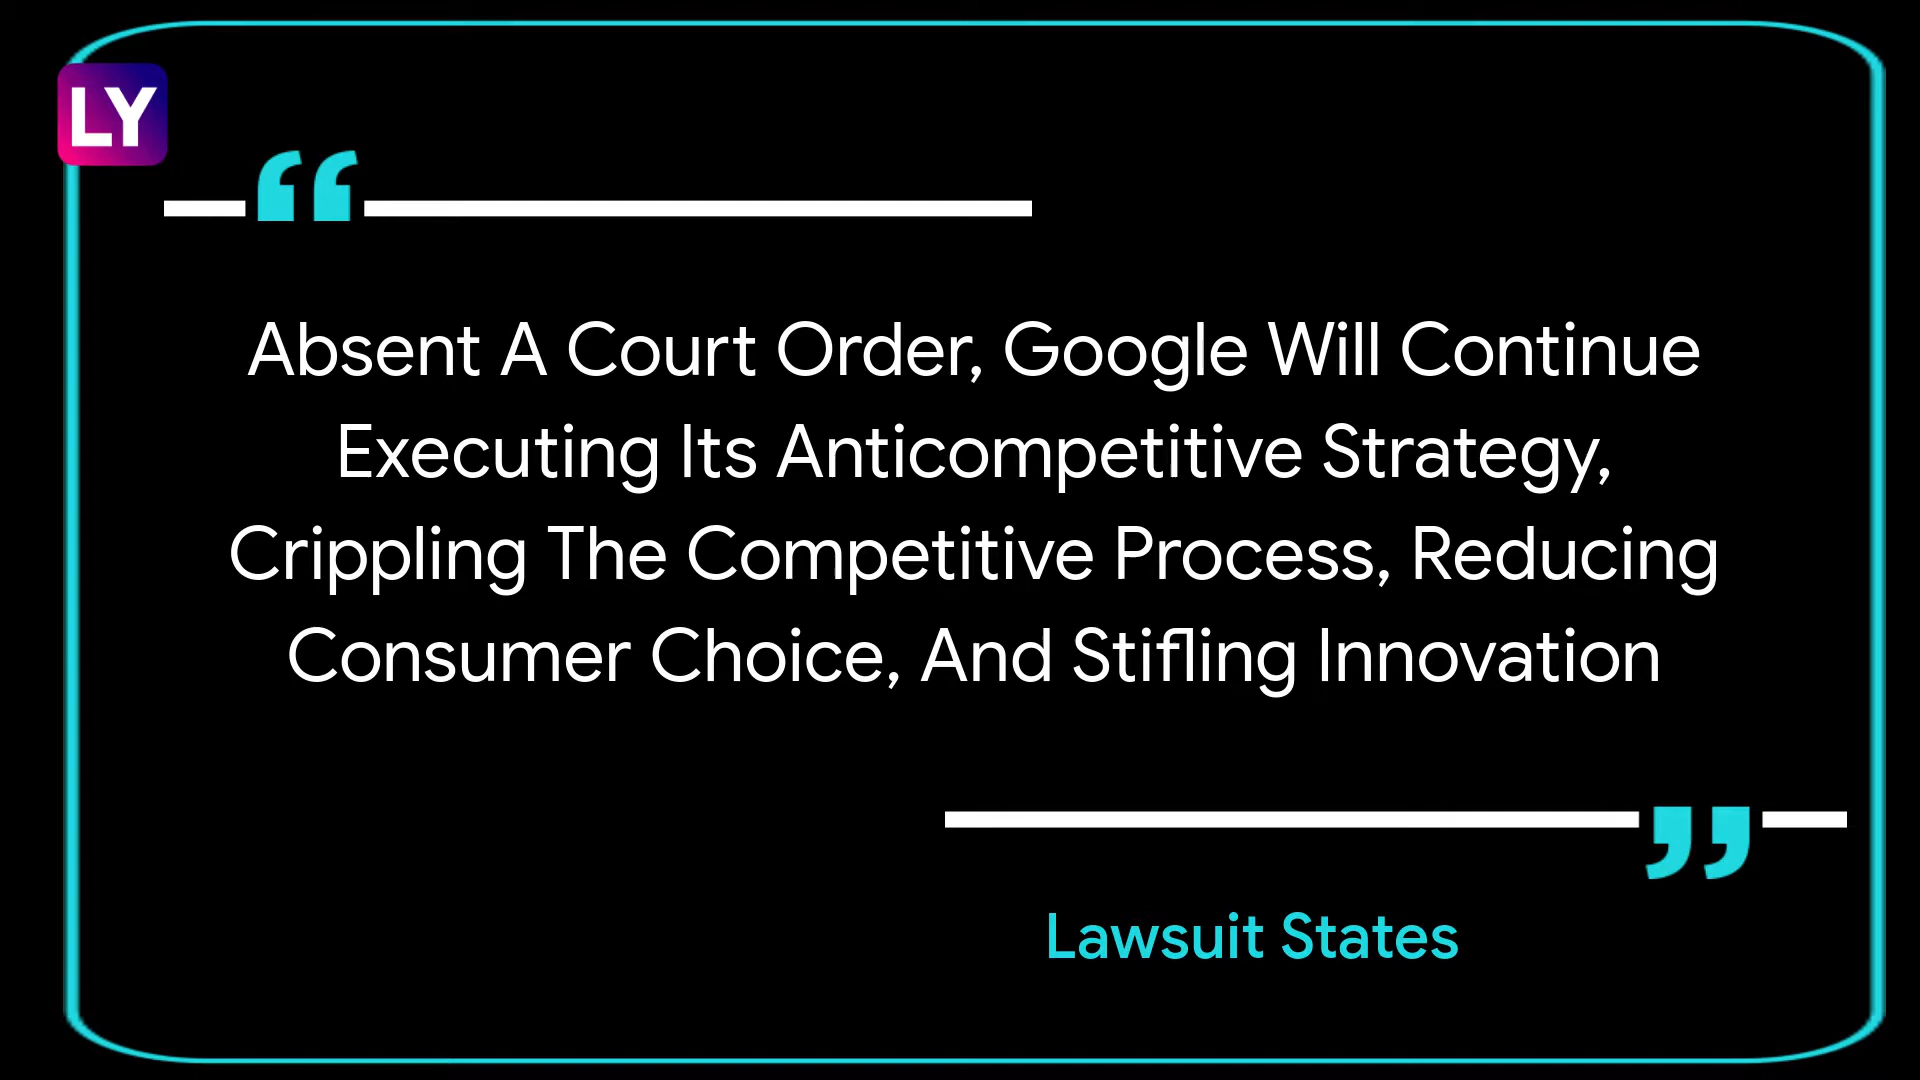 LY
“
Absent A Court Order, Google Will Continue
Executing Its Anticompetitive Strategy,
Crippling The Competitive Process, Reducing
Consumer Choice, And Stifling Innovation
”
Lawsuit States